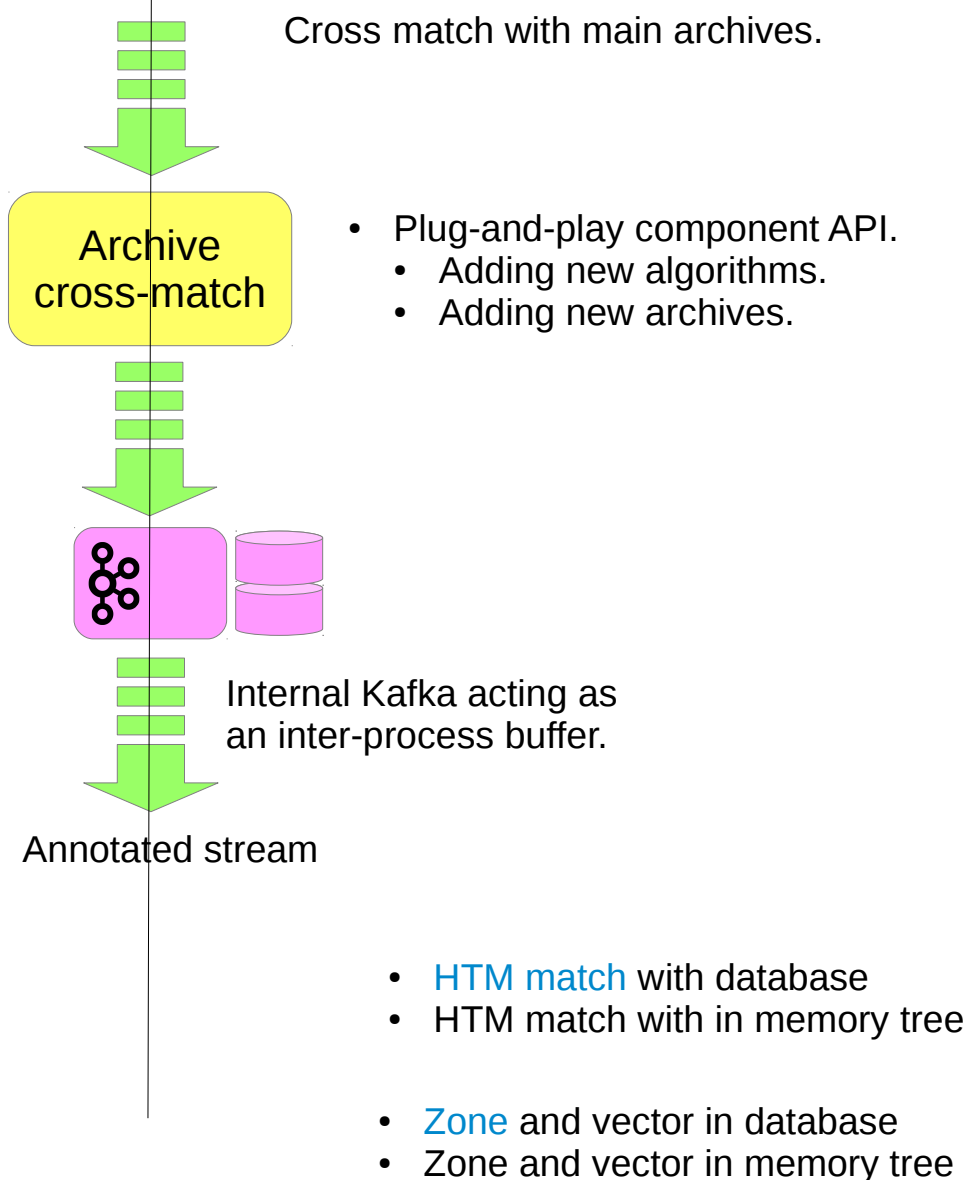 Cross match with main archives.
Archive
cross-match
• Plug-and-play component API.
• Adding new algorithms.
• Adding new archives.
Internal Kafka acting as
an inter-process buffer.
Annotated stream
• HTM match with database
• HTM match with in memory tree
• Zone and vector in database
• Zone and vector in memory tree